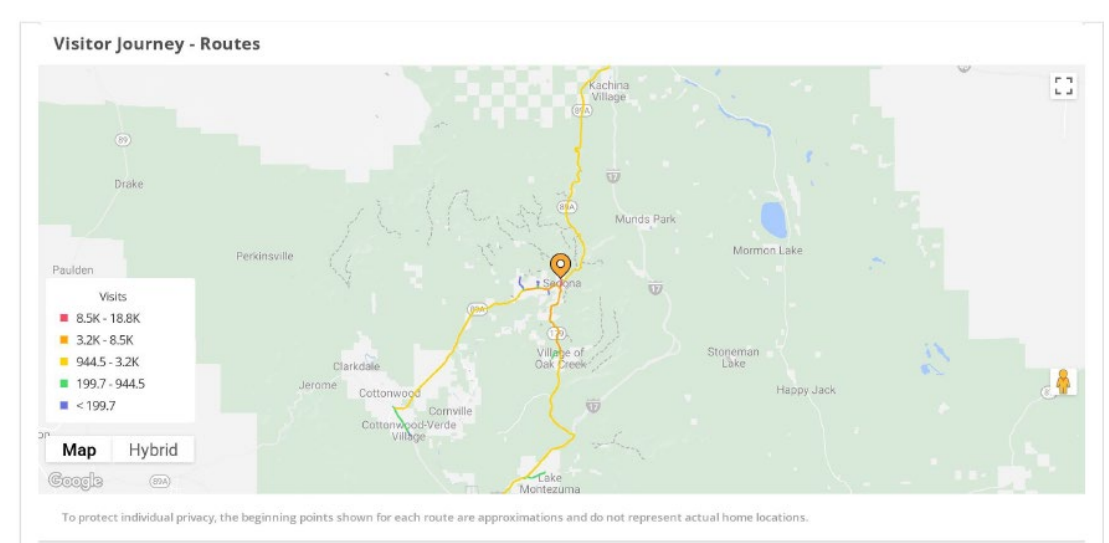 Visitor Journey - Routes
Kachina
Village
89A
89
17
Drake
89A
Munds Park
Perkinsville
Mormon Lake
Paulden
Sedona
17
Visits
8.5K - 18.8K
3.2K - 8.5K
944.5 - 3.2K
199.7 - 944.5
< 199.7
89A
179
Village of
Oak Creek
Stoneman
Lake
Clarkdale
Jerome
Cottonwood
Happy Jack
Cornville
17
Cottonwood-Verde
Village
Map
Hybrid
Google
89A
Lake
Montezuma
To protect individual privacy, the beginning points shown for each route are approximations and do not represent actual home locations.